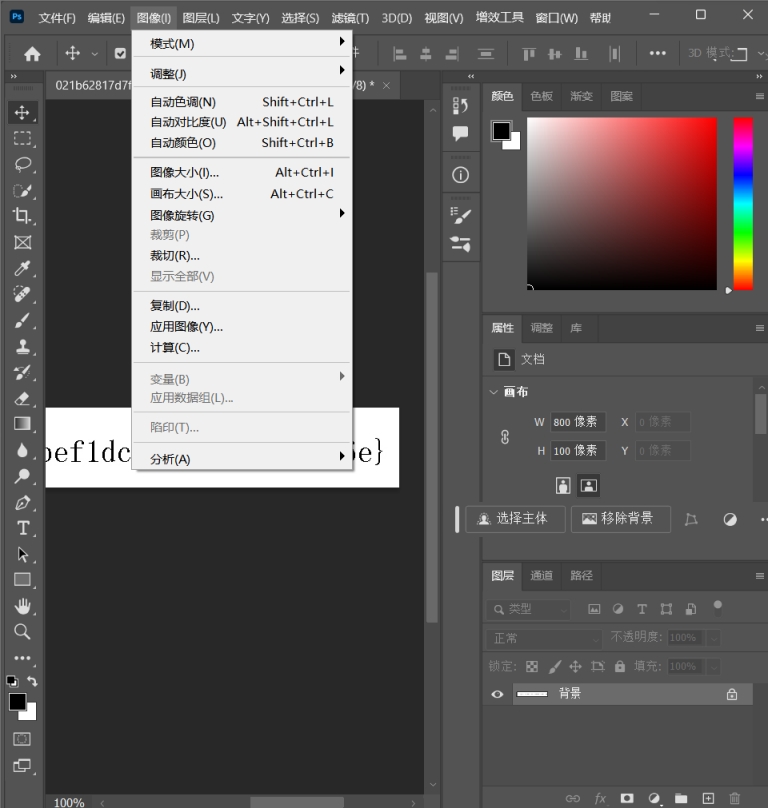 Ps 文件(F) 编辑(E) 图像(I) 图层(L) 文字(Y) 选择(S) 滤镜(T) 3D(D) 视图(V) 增效工具 窗口(W) 帮助
3D 模式:
021b62817d7f
/8) * ×
模式(M)
调整(J)
自动色调(N) Shift+Ctrl+L
自动对比度(U) Alt+Shift+Ctrl+L
自动颜色(O) Shift+Ctrl+B
图像大小(I)... Alt+Ctrl+I
画布大小(S)... Alt+Ctrl+C
图像旋转(G)
裁剪(P)
裁切(R)...
显示全部(V)
复制(D)...
应用图像(Y)...
计算(C)...
变量(B)
应用数据组(L)...
陷印(T)...
分析(A)
ef1dc
e}
100%
颜色 色板 渐变 图案
属性 调整 库
文档
画布
W 800 像素 X 0 像素
H 100 像素 Y 0 像素
选择主体 移除背景
图层 通道 路径
类型
正常 不透明度: 100%
锁定: 填充: 100%
背景
fx